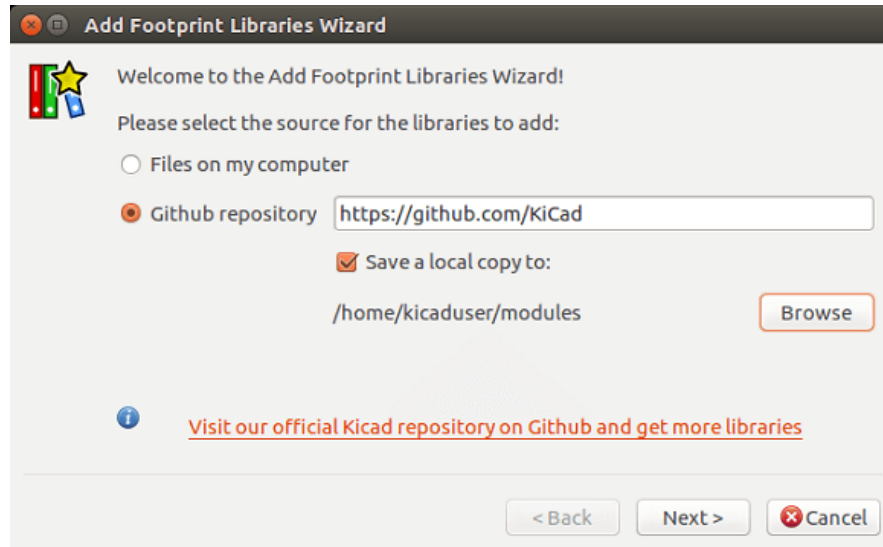 Add Footprint Libraries Wizard
Welcome to the Add Footprint Libraries Wizard!
Please select the source for the libraries to add:
Files on my computer
Github repository https://github.com/KiCad
Save a local copy to:
/home/kicaduser/modules Browse
Visit our official Kicad repository on Github and get more libraries
< Back Next > Cancel